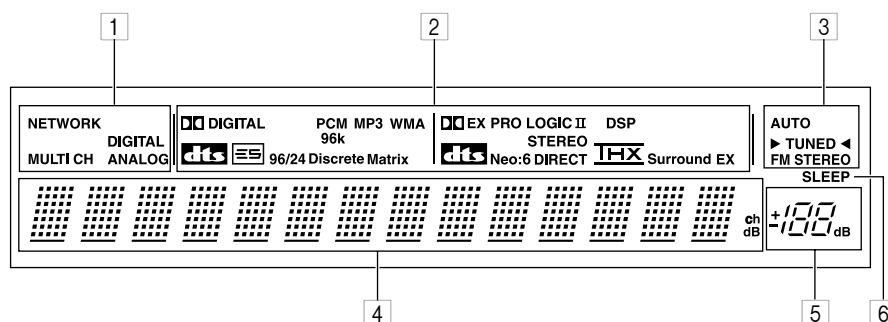 1 2 3
NETWORK
DIGITAL
MULTI CH ANALOG
DIGITAL PCM MP3 WMA
96k
dts ES 96/24 Discrete Matrix
EX PRO LOGIC II DSP
STEREO
dts Neo:6 DIRECT THX Surround EX
AUTO
► TUNED ◄
FM STEREO
SLEEP
ch
dB
+
-188 dB
4 5 6